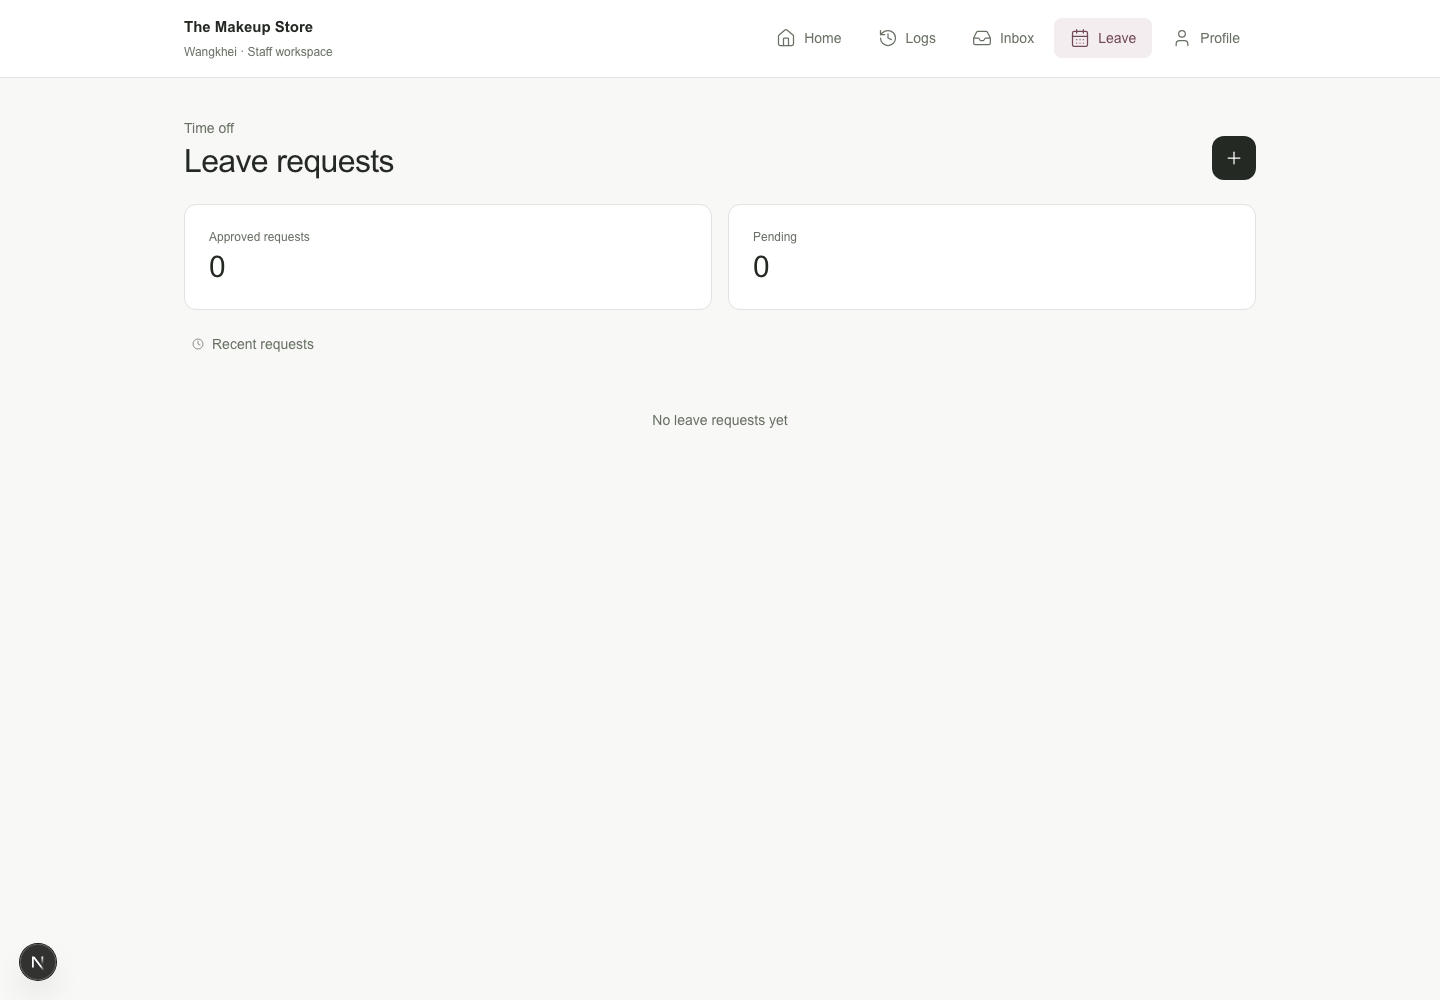 The Makeup Store
Wangkhei · Staff workspace
Home
Logs
Inbox
Leave
Profile
Time off
Leave requests
Approved requests
0
Pending
0
Recent requests
No leave requests yet
N